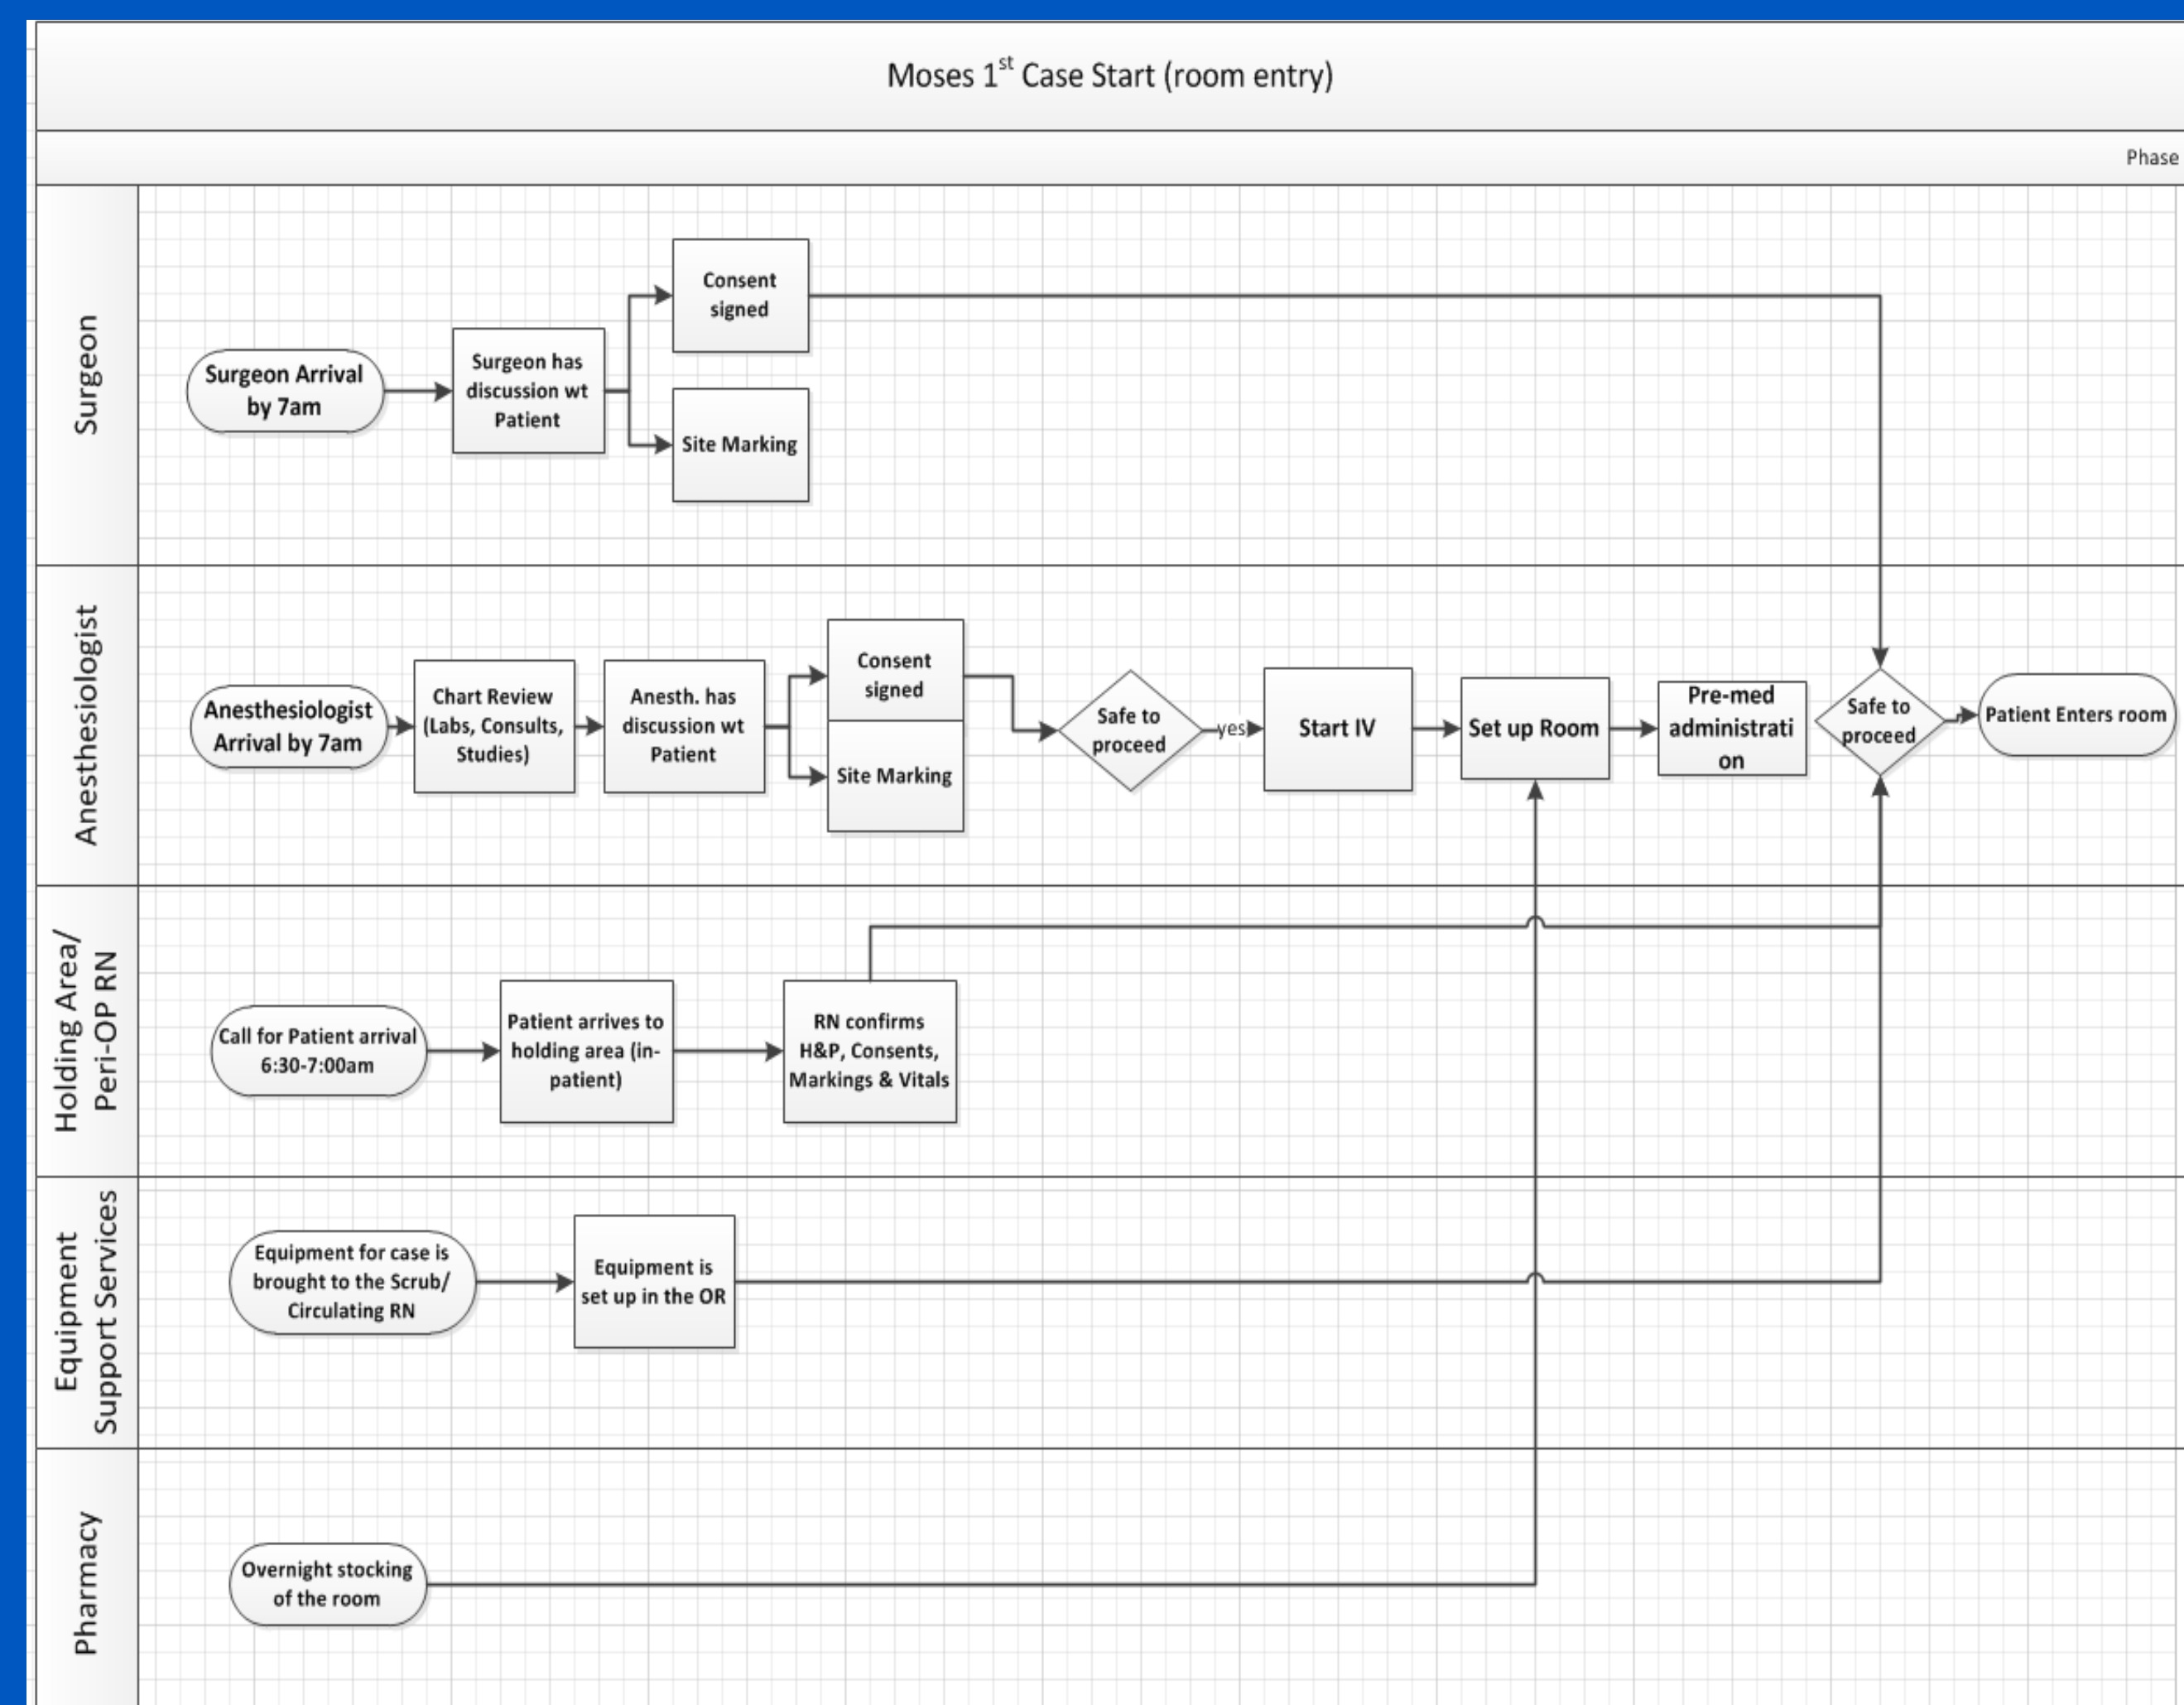 Moses 1st Case Start (room entry)
Phase
Surgeon
Surgeon Arrival
by 7am
Surgeon has
discussion wt
Patient
Consent
signed
Site Marking
Anesthesiologist
Anesthesiologist
Arrival by 7am
Chart Review
(Labs, Consults,
Studies)
Anesth. has
discussion wt
Patient
Consent
signed
Site Marking
Safe to
proceed
yes
Start IV
Set up Room
Pre-med
administrati
on
Safe to
proceed
Patient Enters room
Holding Area/
Peri-OP RN
Call for Patient arrival
6:30-7:00am
Patient arrives to
holding area (in-
patient)
RN confirms
H&P, Consents,
Markings & Vitals
Equipment
Support Services
Equipment for case is
brought to the Scrub/
Circulating RN
Equipment is
set up in the OR
Pharmacy
Overnight stocking
of the room